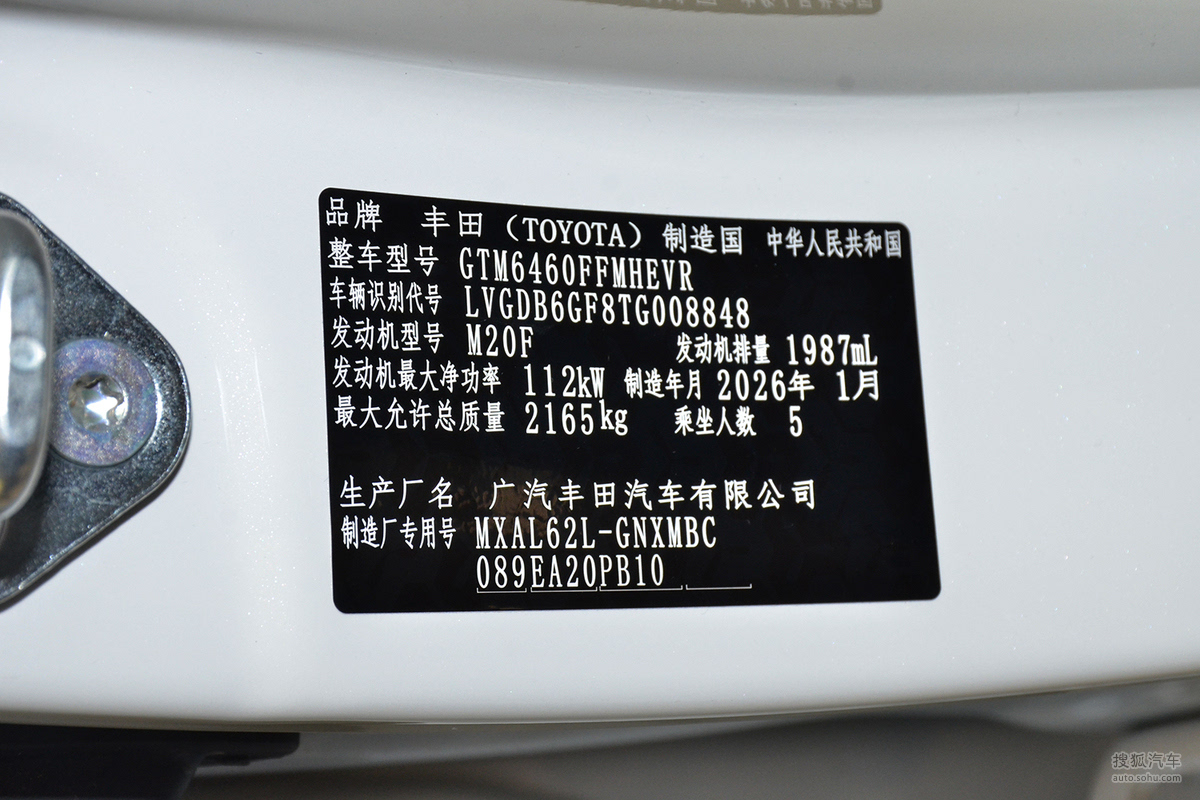 品牌 丰田（TOYOTA）制造国 中华人民共和国
整车型号 GTM6460FFMHEVR
车辆识别代号 LVGDB6GF8TG008848
发动机型号 M20F 发动机排量 1987mL
发动机最大净功率 112kW 制造年月 2026年 1月
最大允许总质量 2165kg 乘坐人数 5
生产厂名 广汽丰田汽车有限公司
制造厂专用号 MXAL62L-GNXMBC
089EA20PB10
搜狐汽车
auto.sohu.com